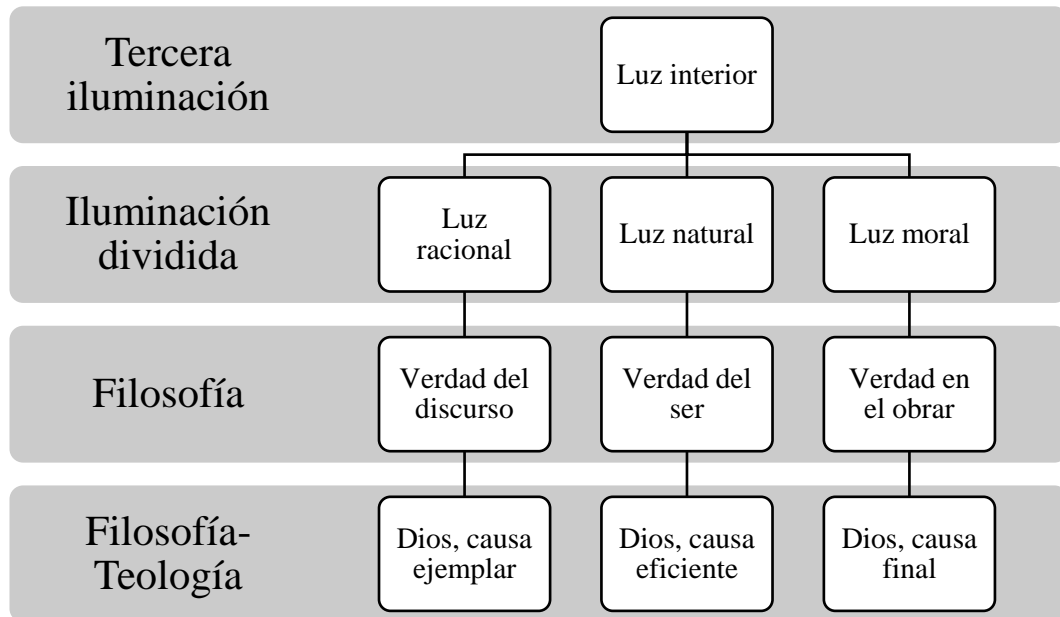 Tercera
iluminación
Luz interior
Iluminación
dividida
Luz
racional
Luz natural
Luz moral
Filosofía
Verdad del
discurso
Verdad del
ser
Verdad en
el obrar
Filosofía-
Teología
Dios, causa
ejemplar
Dios, causa
eficiente
Dios, causa
final